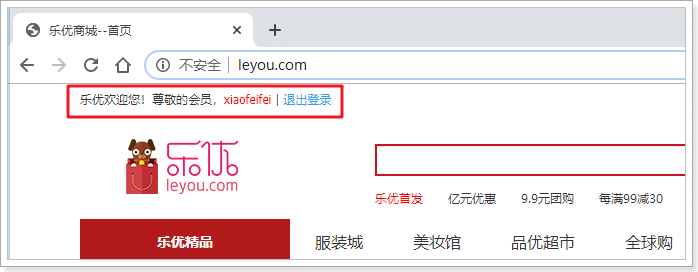 乐优商城--首页
不安全 | leyou.com
乐优欢迎您！尊敬的会员，xiaofeifei | 退出登录
乐优
leyou.com
乐优首发 亿元优惠 9.9元团购 每满99减30
乐优精品 服装城 美妆馆 品优超市 全球购